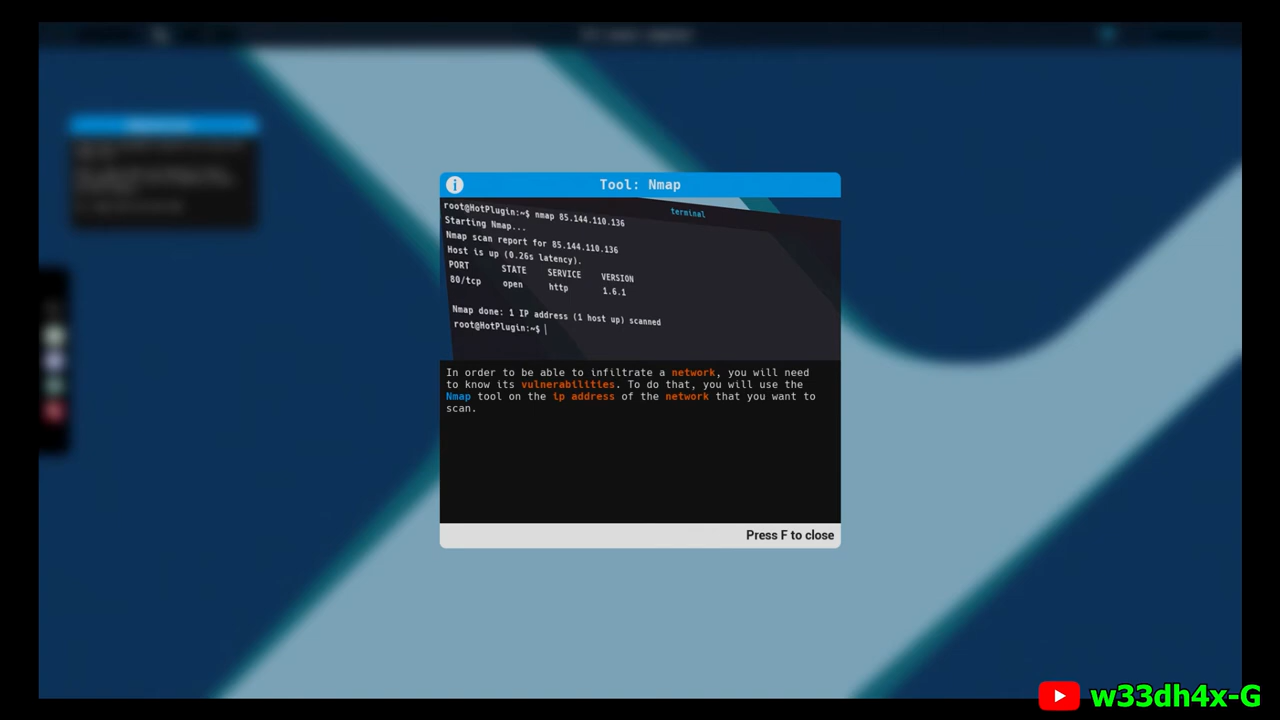 Tool: Nmap
terminal
root@HotPlugin:~$ nmap 85.144.110.136
Starting Nmap...
Nmap scan report for 85.144.110.136
Host is up (0.26s latency).
PORT STATE SERVICE VERSION
80/tcp open http 1.6.1
Nmap done: 1 IP address (1 host up) scanned
root@HotPlugin:~$
In order to be able to infiltrate a network, you will need
to know its vulnerabilities. To do that, you will use the
Nmap tool on the ip address of the network that you want to
scan.
Press F to close
w33dh4x-G